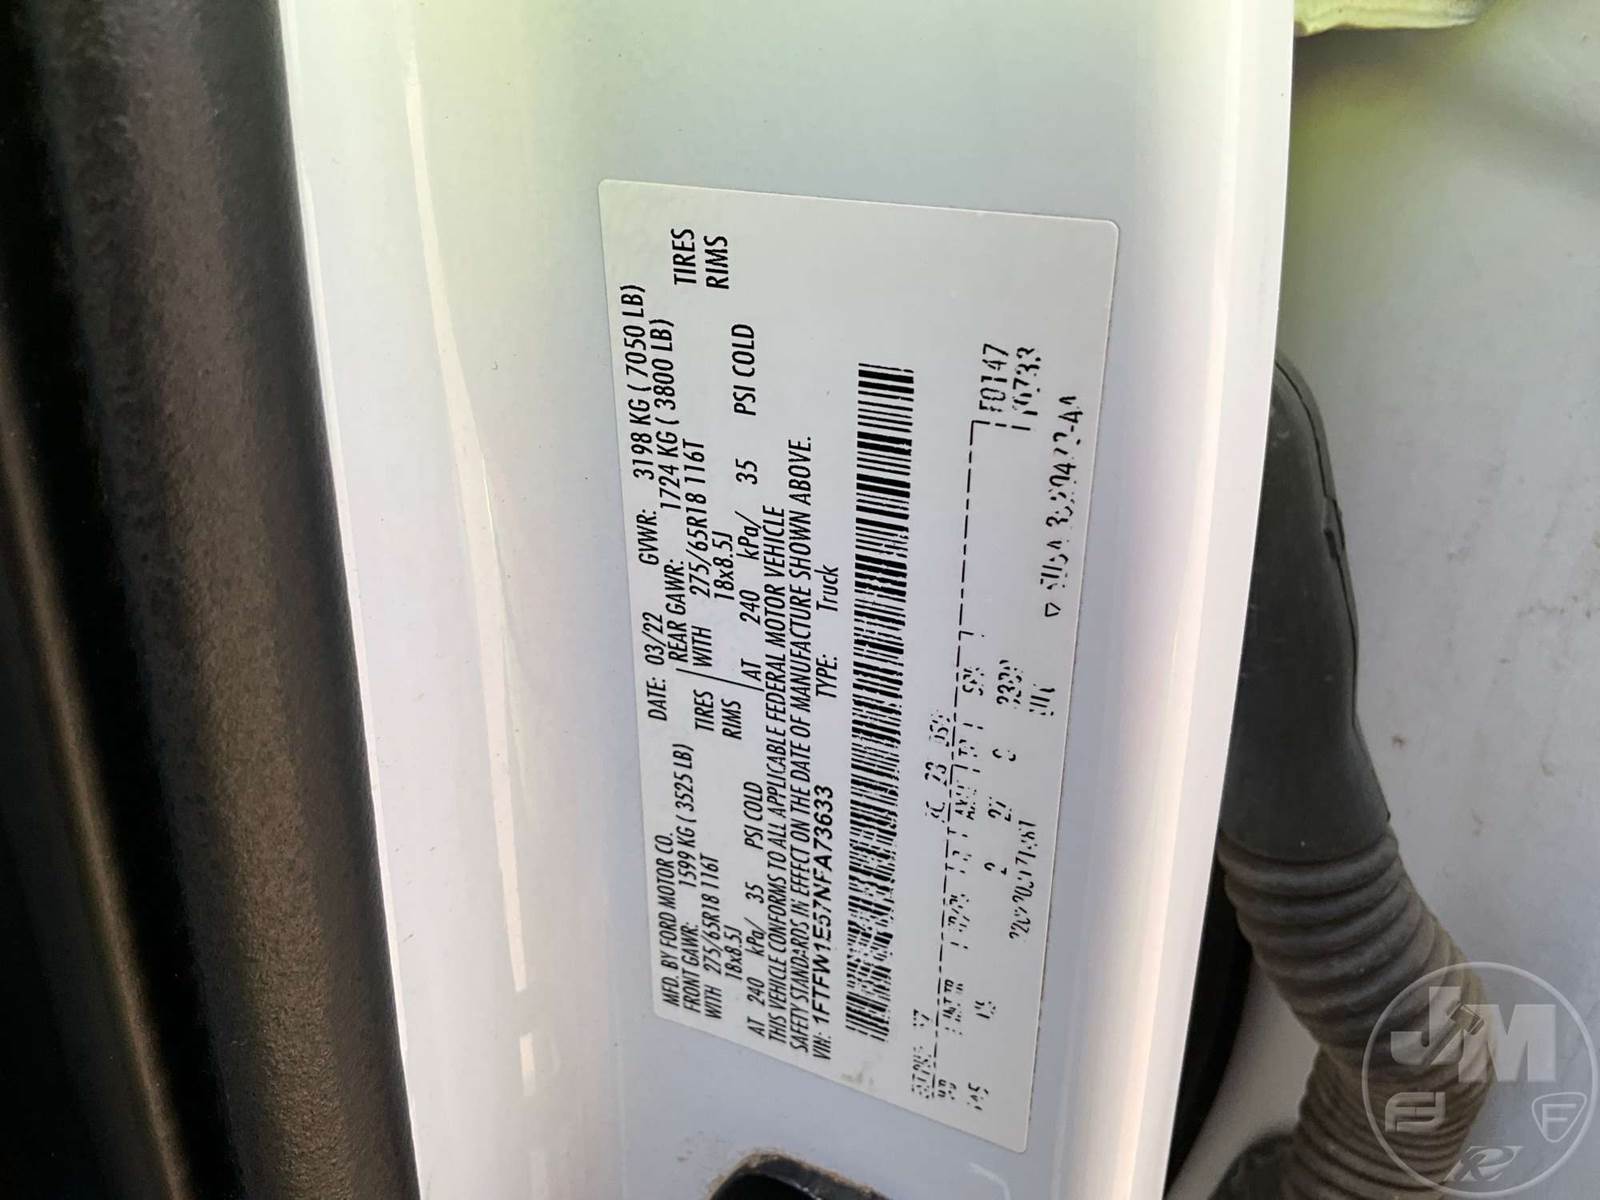 MFD. BY FORD MOTOR CO. DATE: 03/22 GVWR: 3198 KG ( 7050 LB)
FRONT GAWR: 1599 KG ( 3525 LB) REAR GAWR: 1724 KG ( 3800 LB)
WITH 275/65R18 116T TIRES WITH 275/65R18 116T TIRES
18x8.5J RIMS 18x8.5J RIMS
AT 240 kPa/ 35 PSI COLD AT 240 kPa/ 35 PSI COLD
THIS VEHICLE CONFORMS TO ALL APPLICABLE FEDERAL MOTOR VEHICLE
SAFETY STANDARDS IN EFFECT ON THE DATE OF MANUFACTURE SHOWN ABOVE.
VIN: 1FTFW1E57NFA73633 TYPE: Truck
F0147
JM